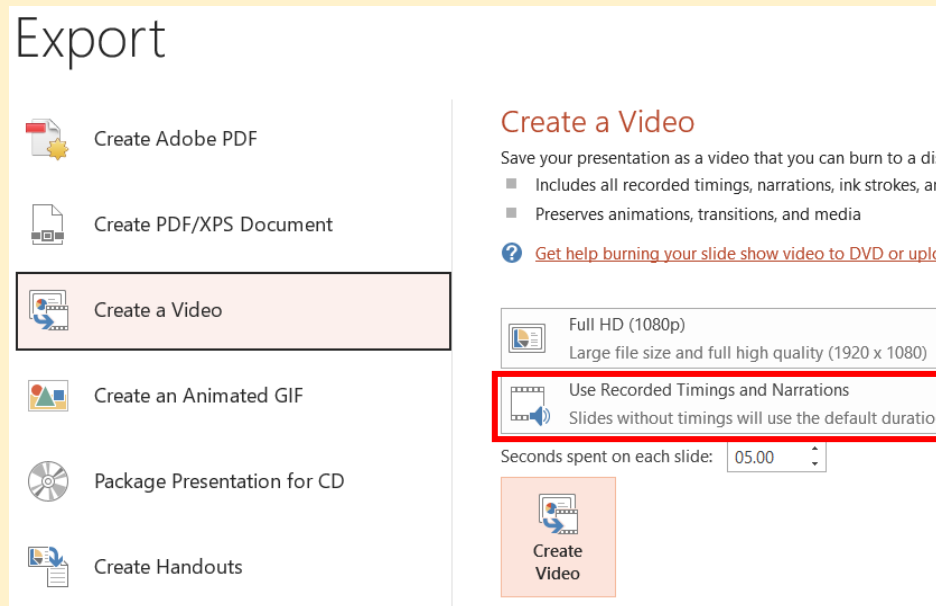 Export
Create Adobe PDF
Create PDF/XPS Document
Create a Video
Create an Animated GIF
Package Presentation for CD
Create Handouts
Create a Video
Save your presentation as a video that you can burn to a
Includes all recorded timings, narrations, ink strokes,
Preserves animations, transitions, and media
Get help burning your slide show video to DVD or
Full HD (1080p)
Large file size and full high quality (1920 x 1080)
Use Recorded Timings and Narrations
Slides without timings will use the default
Seconds spent on each slide: 05.00
Create
Video